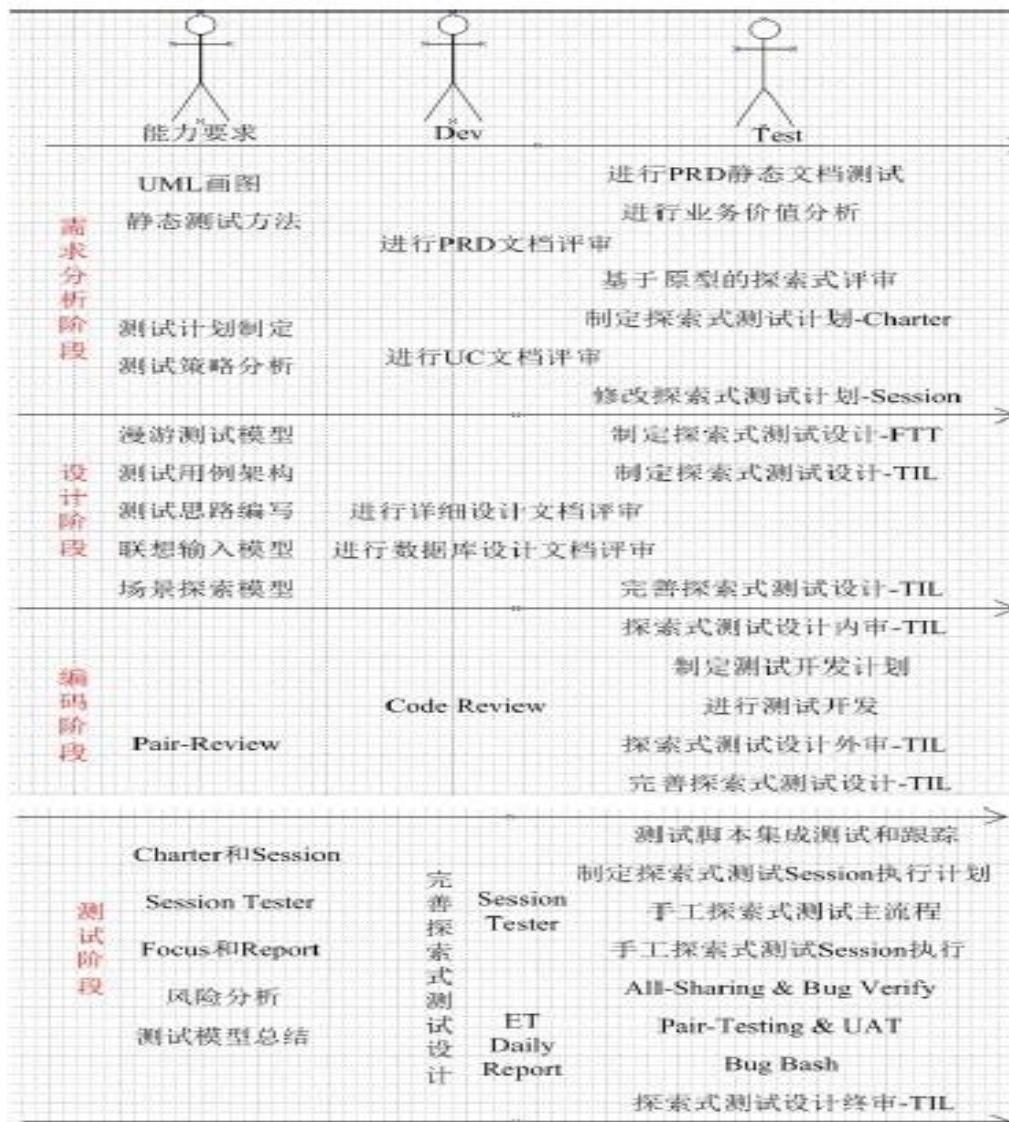 能力要求
Dev
Test
需求分析阶段
UML画图
进行PRD静态文档测试
静态测试方法
进行业务价值分析
进行PRD文档评审
基于原型的探索式评审
测试计划制定
制定探索式测试计划-Charter
测试策略分析
进行UC文档评审
修改探索式测试计划-Session
设计阶段
漫游测试模型
制定探索式测试设计-FTT
测试用例架构
制定探索式测试设计-TIL
测试思路编写
进行详细设计文档评审
联想输入模型
进行数据库设计文档评审
场景探索模型
完善探索式测试设计-TIL
编码阶段
探索式测试设计内审-TIL
制定测试开发计划
Code Review
进行测试开发
Pair-Review
探索式测试设计外审-TIL
完善探索式测试设计-TIL
测试阶段
Charter和Session
Session Tester
Focus和Report
风险分析
测试模型总结
完善探索式测试设计
Session
Tester
ET
Daily
Report
测试脚本集成测试和跟踪
制定探索式测试Session执行计划
手工探索式测试主流程
手工探索式测试Session执行
All-Sharing & Bug Verify
Pair-Testing & UAT
Bug Bash
探索式测试设计终审-TIL